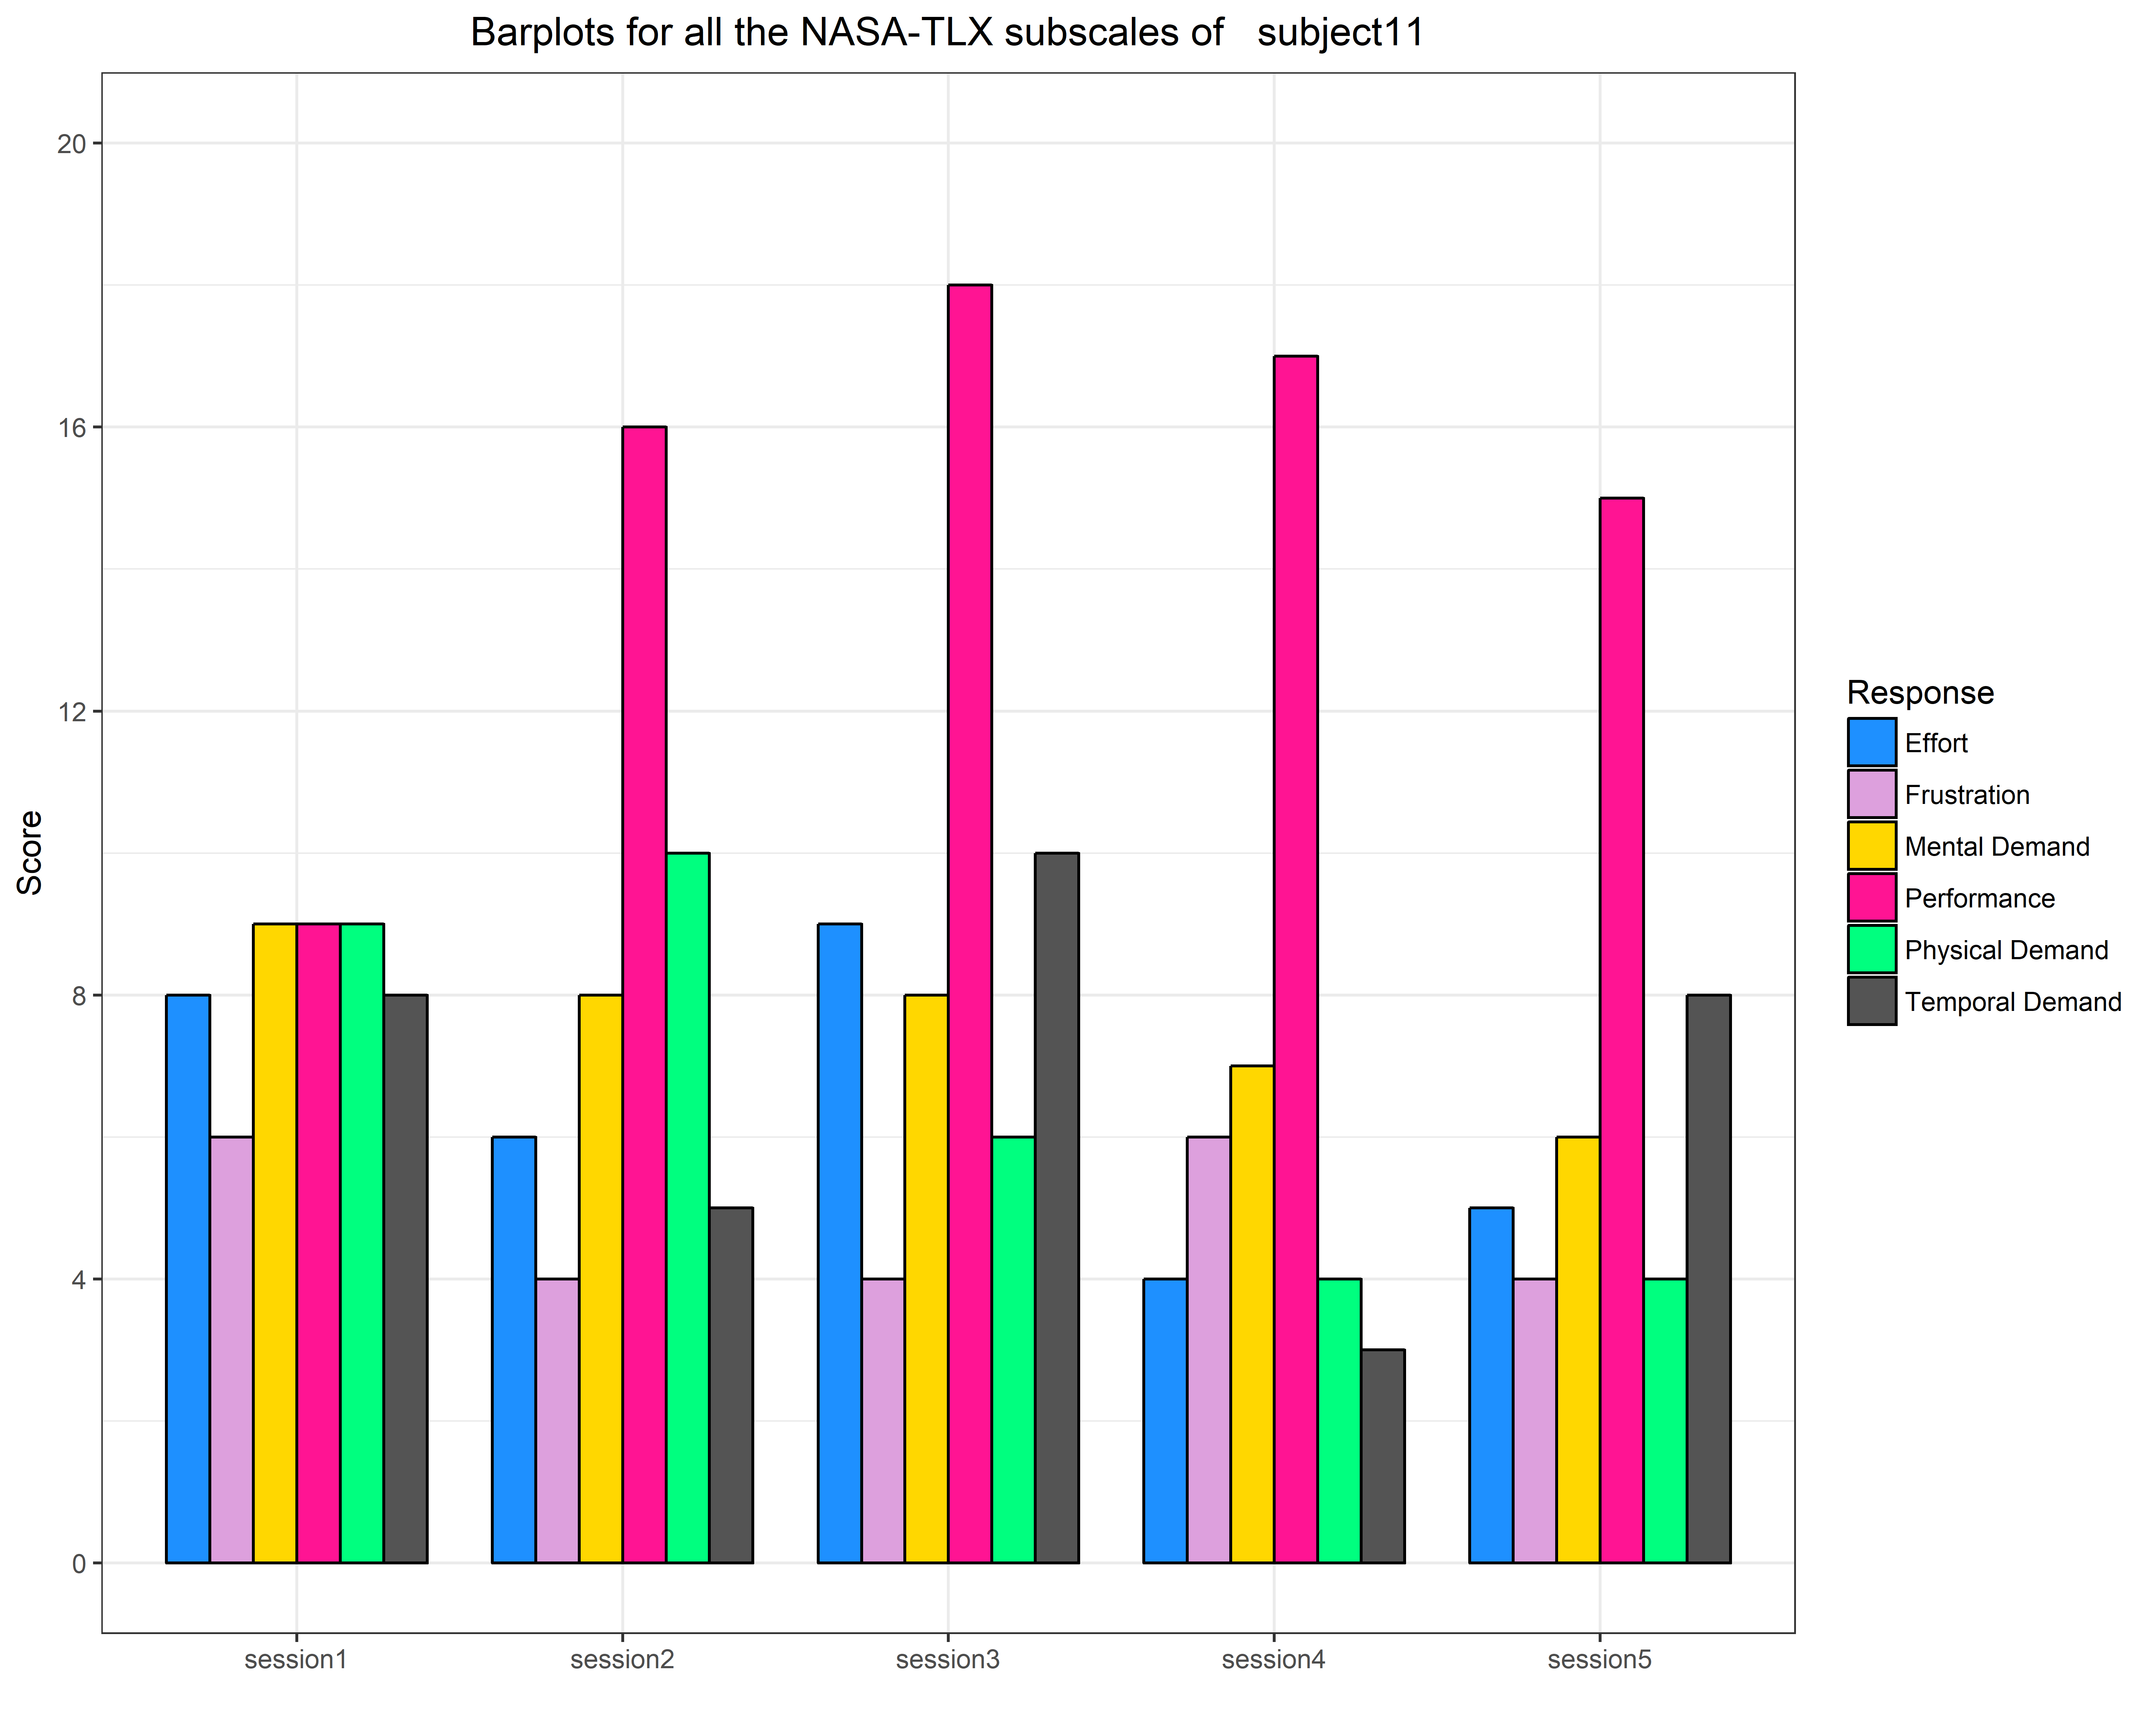 Barplots for all the NASA-TLX subscales of   subject11
Score
20
16
12
8
4
0
session1
session2
session3
session4
session5
Response
Effort
Frustration
Mental Demand
Performance
Physical Demand
Temporal Demand